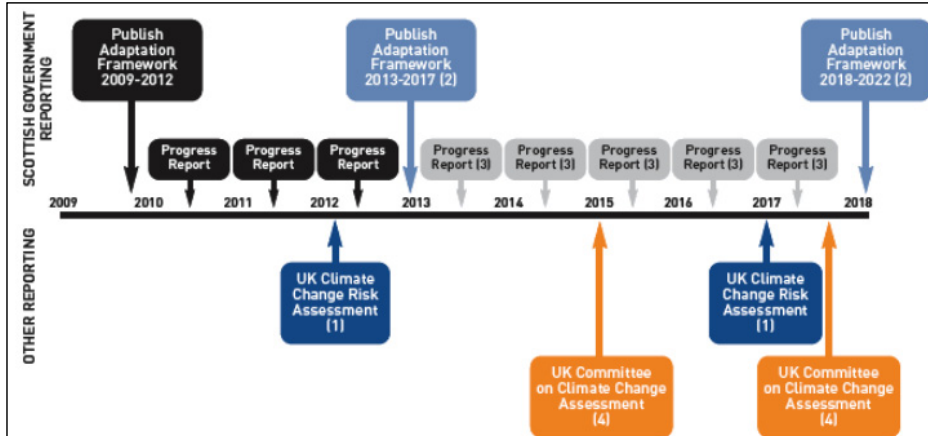 SCOTTISH GOVERNMENT
REPORTING
Publish
Adaptation
Framework
2009-2012
Publish
Adaptation
Framework
2013-2017 (2)
Publish
Adaptation
Framework
2018-2022 (2)
Progress
Report
Progress
Report
Progress
Report
Progress
Report (3)
Progress
Report (3)
Progress
Report (3)
Progress
Report (3)
Progress
Report (3)
2009
2010
2011
2012
2013
2014
2015
2016
2017
2018
OTHER REPORTING
UK Climate
Change Risk
Assessment
(1)
UK Climate
Change Risk
Assessment
(1)
UK Committee
on Climate Change
Assessment
(4)
UK Committee
on Climate Change
Assessment
(4)